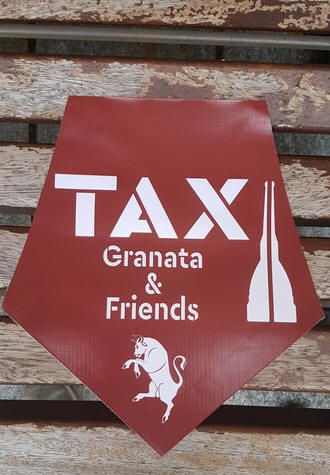 TAX
Granata
&
Friends